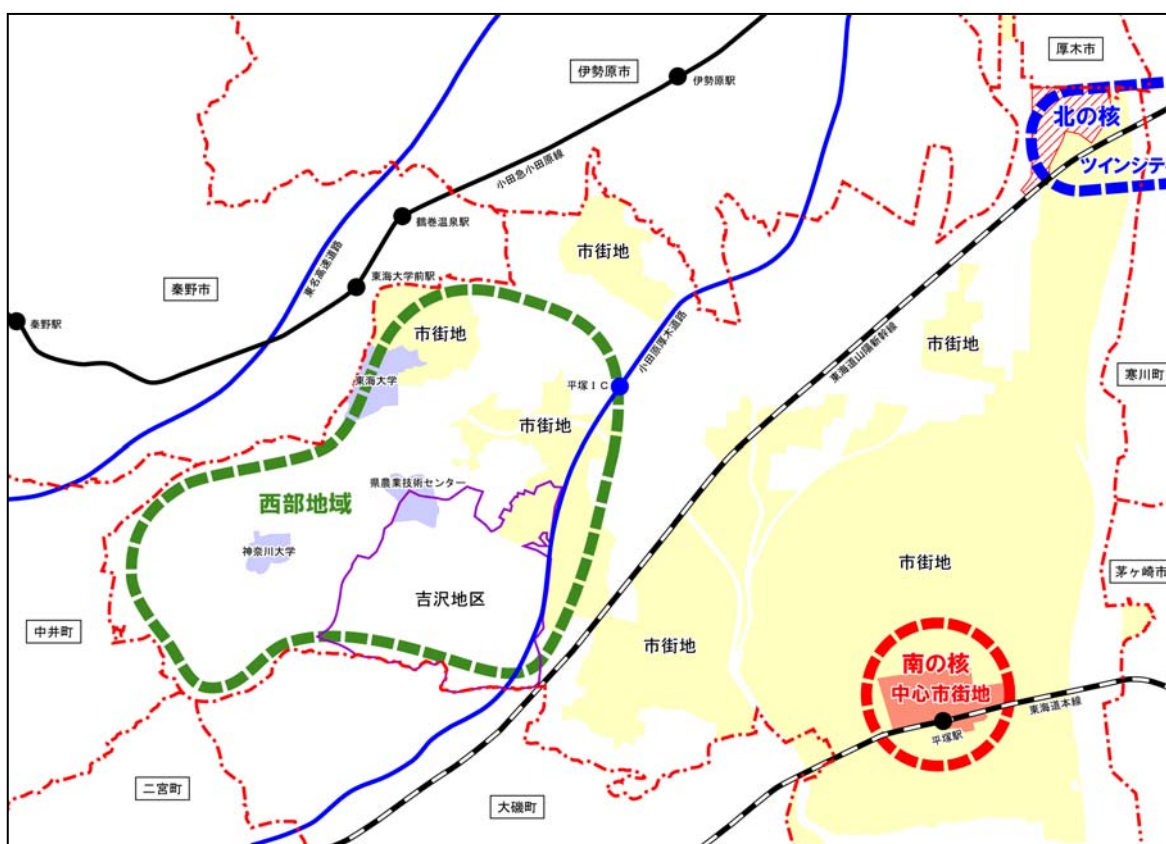 厚木市
伊勢原市
伊勢原駅
北の核
ツインシテ
小田急小田原線
鶴巻温泉駅
東名高速道路
東海大学前駅
秦野市
秦野駅
市街地
市街地
市街地
小田原厚木道路
東海道山陽新幹線
寒川町
東海大学
平塚IC
市街地
県農業技術センター
西部地域
神奈川大学
吉沢地区
市街地
茅ヶ崎市
中井町
市街地
南の核
中心市街地
東海道本線
平塚駅
二宮町
大磯町